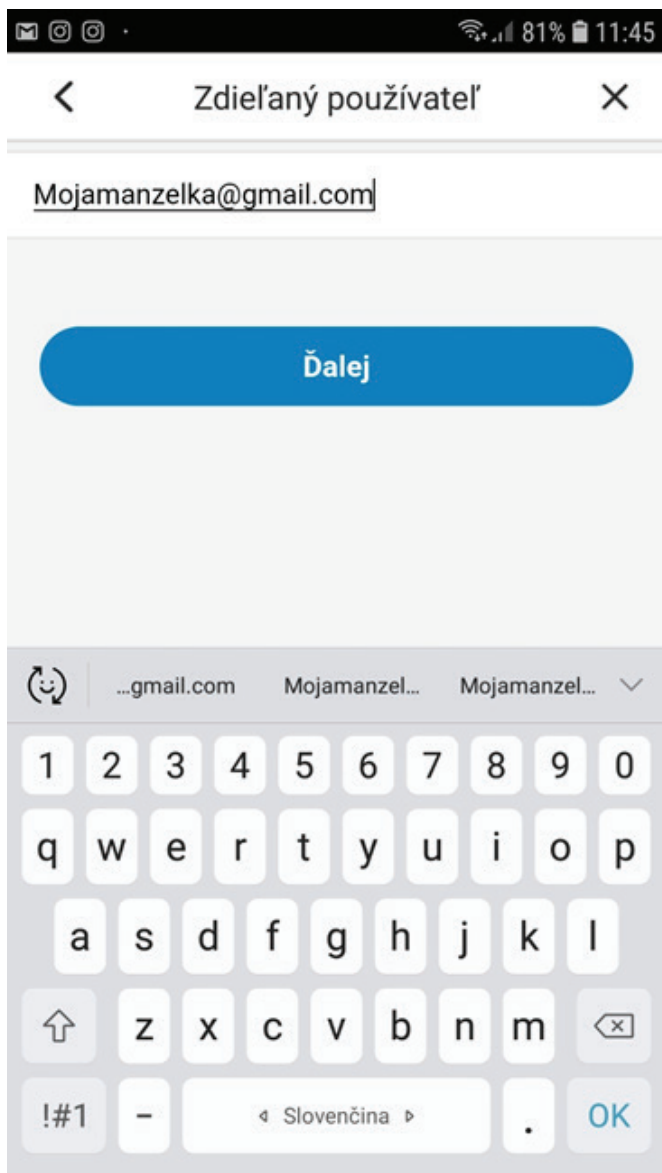 81% 11:45
Zdieľaný používateľ
Mojamanzelka@gmail.com
Ďalej
...gmail.com Mojamanzel... Mojamanzel...
1 2 3 4 5 6 7 8 9 0
q w e r t y u i o p
a s d f g h j k l
z x c v b n m
!#1 - Slovenčina . OK